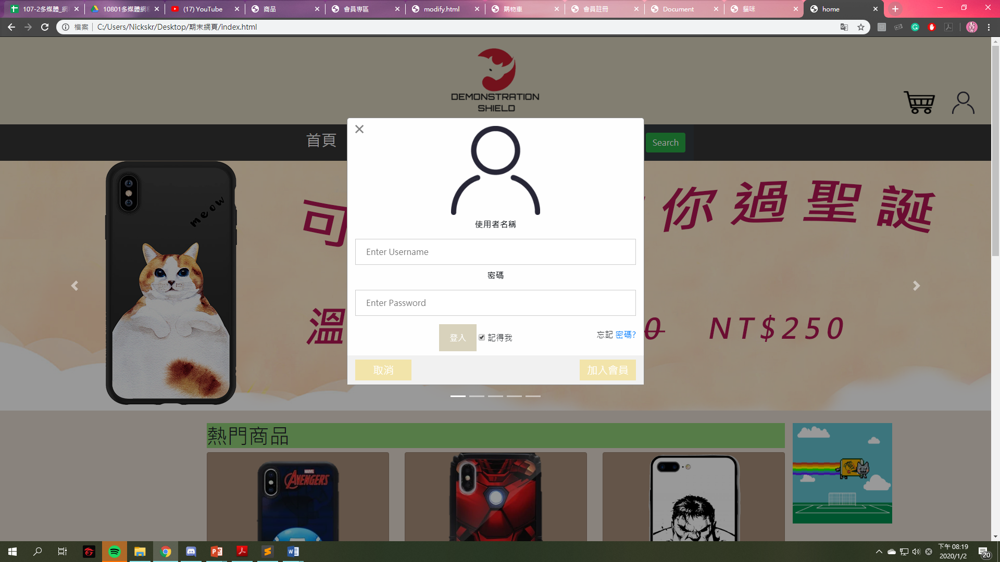 107-2多媒體_網
10801多媒體網
(17) YouTube
商品
會員專區
modify.html
購物車
會員註冊
Document
貓咪
home
檔案
C:/Users/Nickskr/Desktop/期末網頁/index.html
DEMONSTRATION
SHIELD
首頁
Search
meow
可
你過聖誕
溫
0 NT$250
使用者名稱
Enter Username
密碼
Enter Password
登入
記得我
忘記 密碼?
取消
加入會員
熱門商品
MARVEL
AVENGERS
下午 08:19
2020/1/2
20